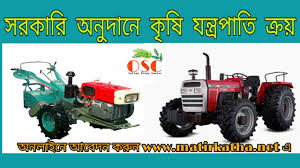 সরকারি অনুদানে কৃষি যন্ত্রপাতি ক্রয়
OSC
অনলাইনে আবেদন করুন www.matirkatha.net এ